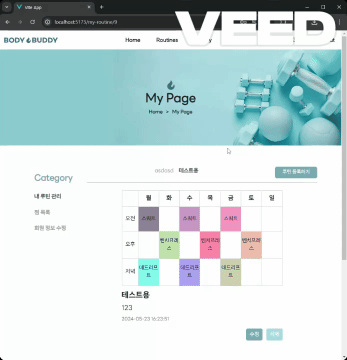 Vite App
localhost:5173/my-routine/9
VEED
BODY BUDDY
Home
Routines
My Page
Home > My Page
Category
내 루틴 관리
찜 목록
회원 정보 수정
asdasd 테스트용
루틴 등록하기
월 화 수 목 금 토 일
오전 스쿼트 스쿼트 스쿼트
오후 벤치프레스 벤치프레스 벤치프레스
저녁 데드리프트 데드리프트 데드리프트
테스트용
123
2024-05-23 16:23:51
수정 삭제